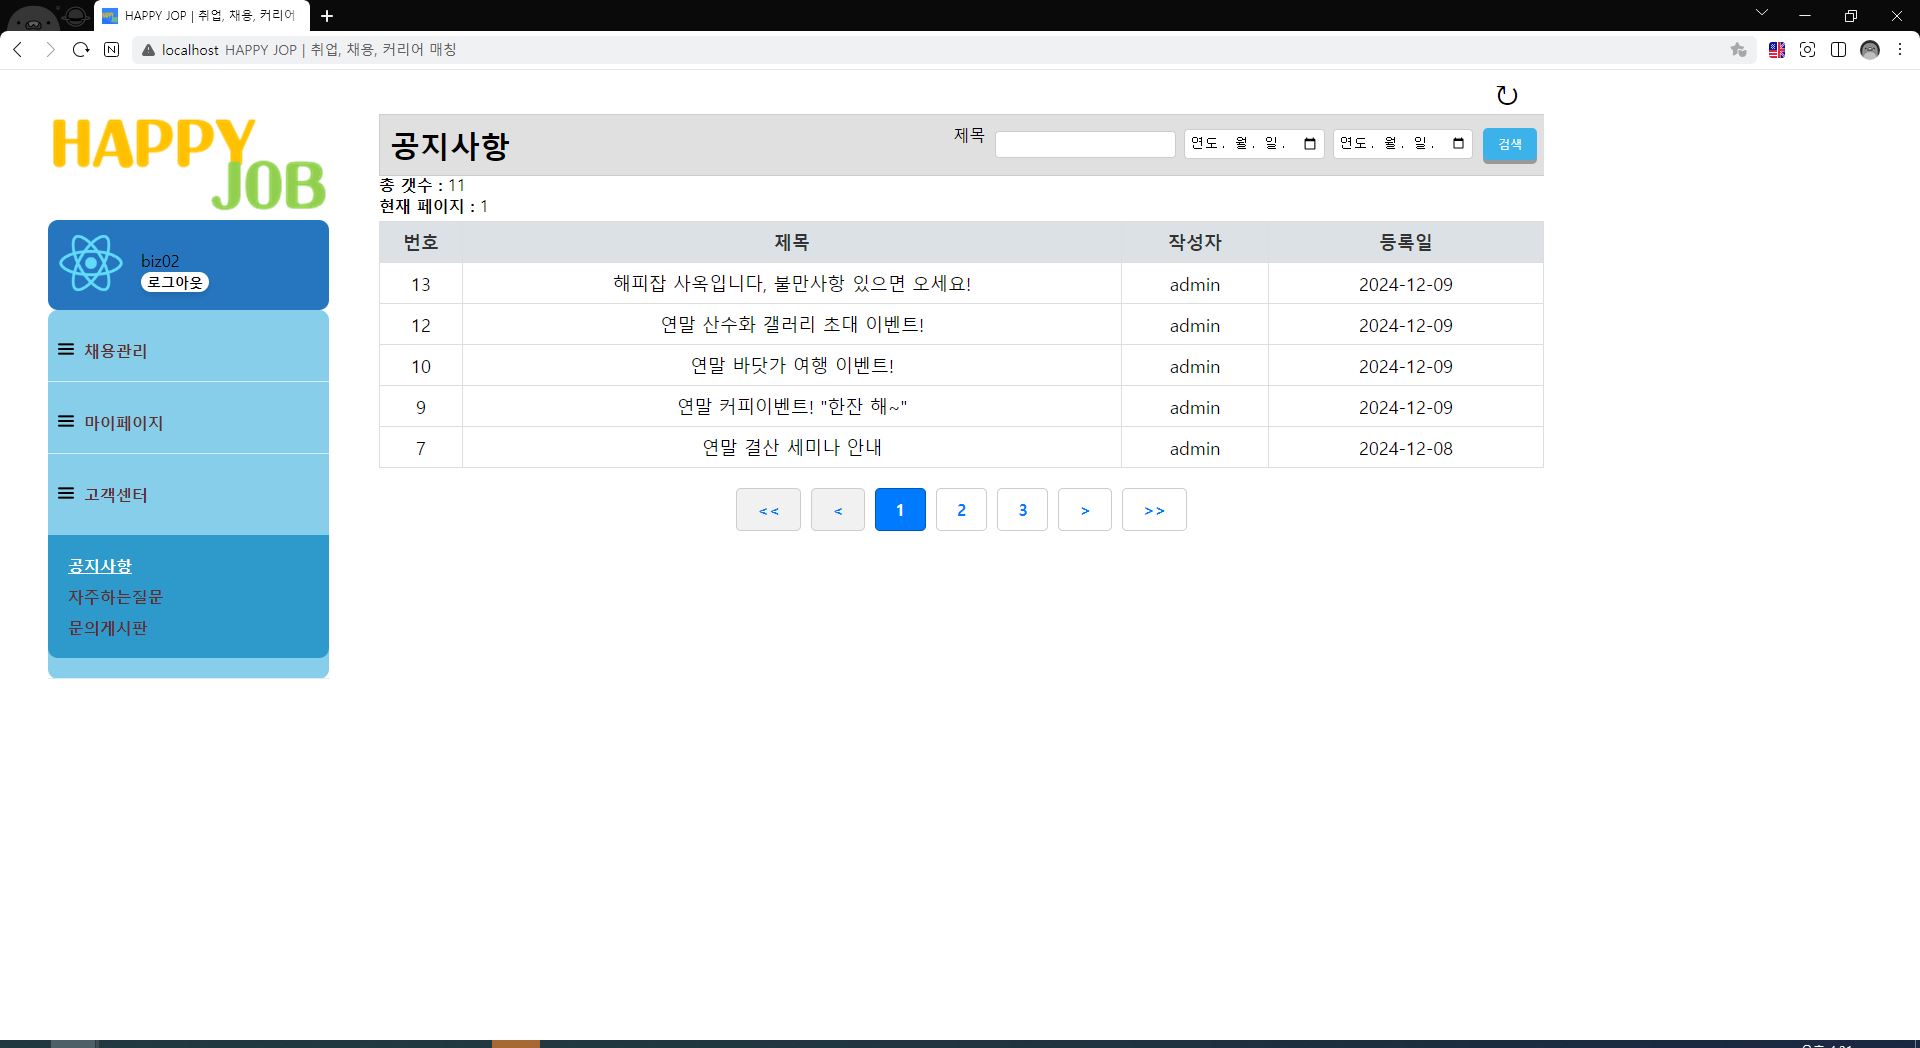 HAPPY JOP | 취업, 채용, 커리어
localhost HAPPY JOP | 취업, 채용, 커리어 매칭
HAPPY
JOB
biz02
로그아웃
채용관리
마이페이지
고객센터
공지사항
자주하는질문
문의게시판
공지사항 제목 연도. 월. 일. 연도. 월. 일. 검색
총 갯수 : 11
현재 페이지 : 1
번호 제목 작성자 등록일
13 해피잡 사옥입니다, 불만사항 있으면 오세요! admin 2024-12-09
12 연말 산수화 갤러리 초대 이벤트! admin 2024-12-09
10 연말 바닷가 여행 이벤트! admin 2024-12-09
9 연말 커피이벤트! "한잔 해~" admin 2024-12-09
7 연말 결산 세미나 안내 admin 2024-12-08
<< < 1 2 3 > >>